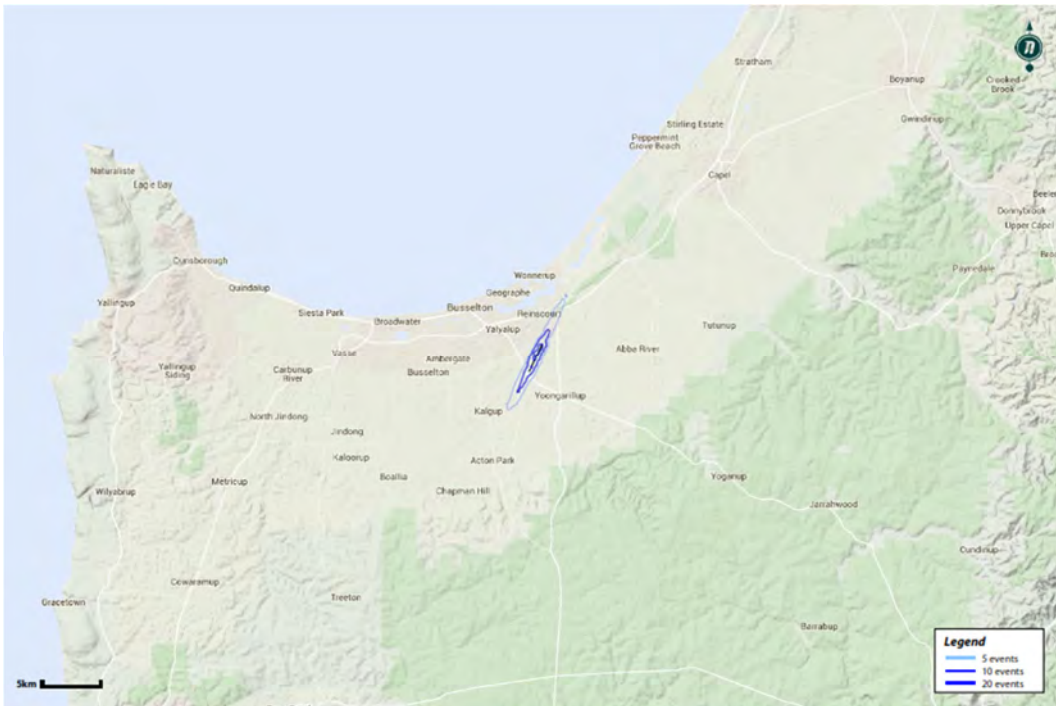 Stratham
Boyanup
Crooked
Brook
Gwindinup
Stirling Estate
Peppermint
Grove Beach
Naturaliste
Eagle Bay
Capel
Donnybrook
Upper Capel
Dunsborough
Wonnerup
Paynedale
Quindalup
Geographe
Yallingup
Busselton
Reinscourt
Siesta Park
Broadwater
Yalyalup
Tutunup
Vasse
Abba River
Ambergate
Yallingup
Siding
Carbunup
River
Busselton
Yoongarillup
Kalgup
North Jindong
Jindong
Kaloorup
Acton Park
Metricup
Boallia
Yoganup
Wilyabrup
Chapman Hill
Jarrahwood
Cundinup
Cowaramup
Treeton
Gracetown
Barrabup
Legend
5 events
10 events
20 events
5km